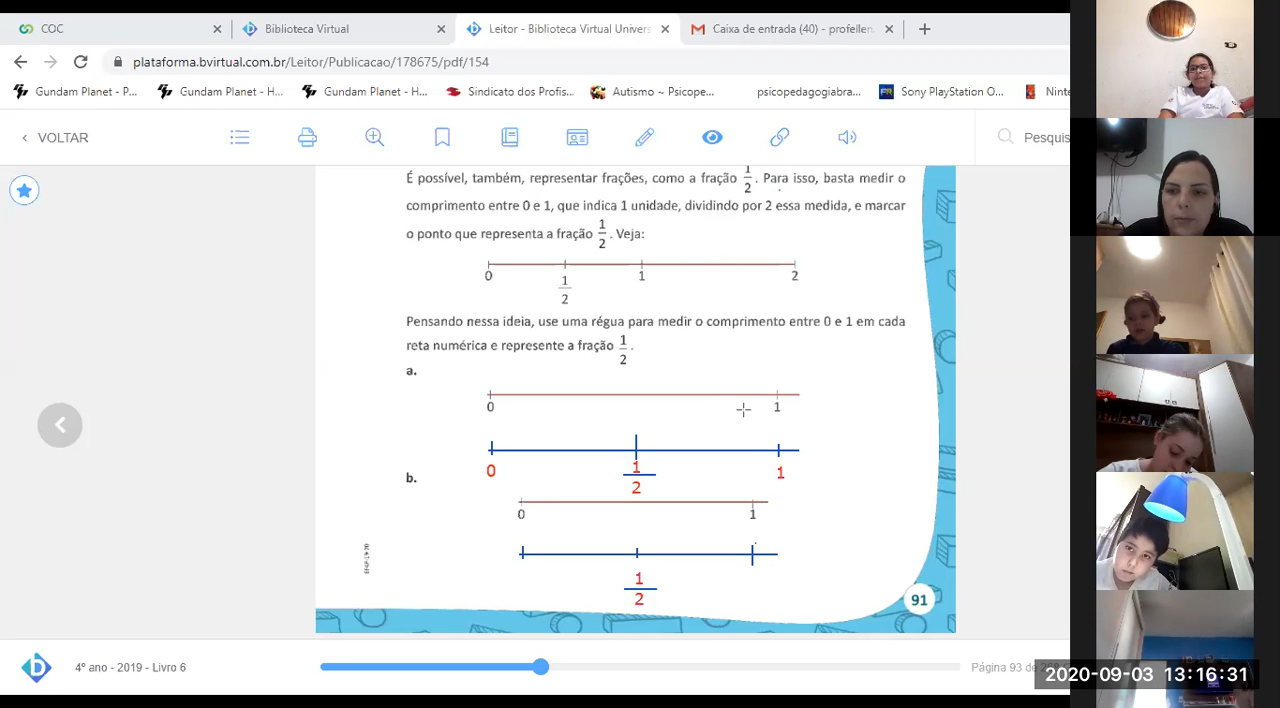 COC
Biblioteca Virtual
Leitor - Biblioteca Virtual Univers
Caixa de entrada (40) - profellen.
plataforma.bvirtual.com.br/Leitor/Publicacao/178675/pdf/154
Gundam Planet - P...
Gundam Planet - H...
Gundam Planet - H...
Sindicato dos Profis...
Autismo ~ Psicope...
psicopedagogiabra...
Sony PlayStation O...
Ninte
VOLTAR
Pesquis
É possível, também, representar frações, como a fração 1/2. Para isso, basta medir o
comprimento entre 0 e 1, que indica 1 unidade, dividindo por 2 essa medida, e marcar
o ponto que representa a fração 1/2. Veja:
0 1/2 1 2
Pensando nessa ideia, use uma régua para medir o comprimento entre 0 e 1 em cada
reta numérica e represente a fração 1/2.
a.
0 1
0 1/2 1
b.
0 1
1/2
91
4º ano - 2019 - Livro 6
Página 93 de
2020-09-03 13:16:31